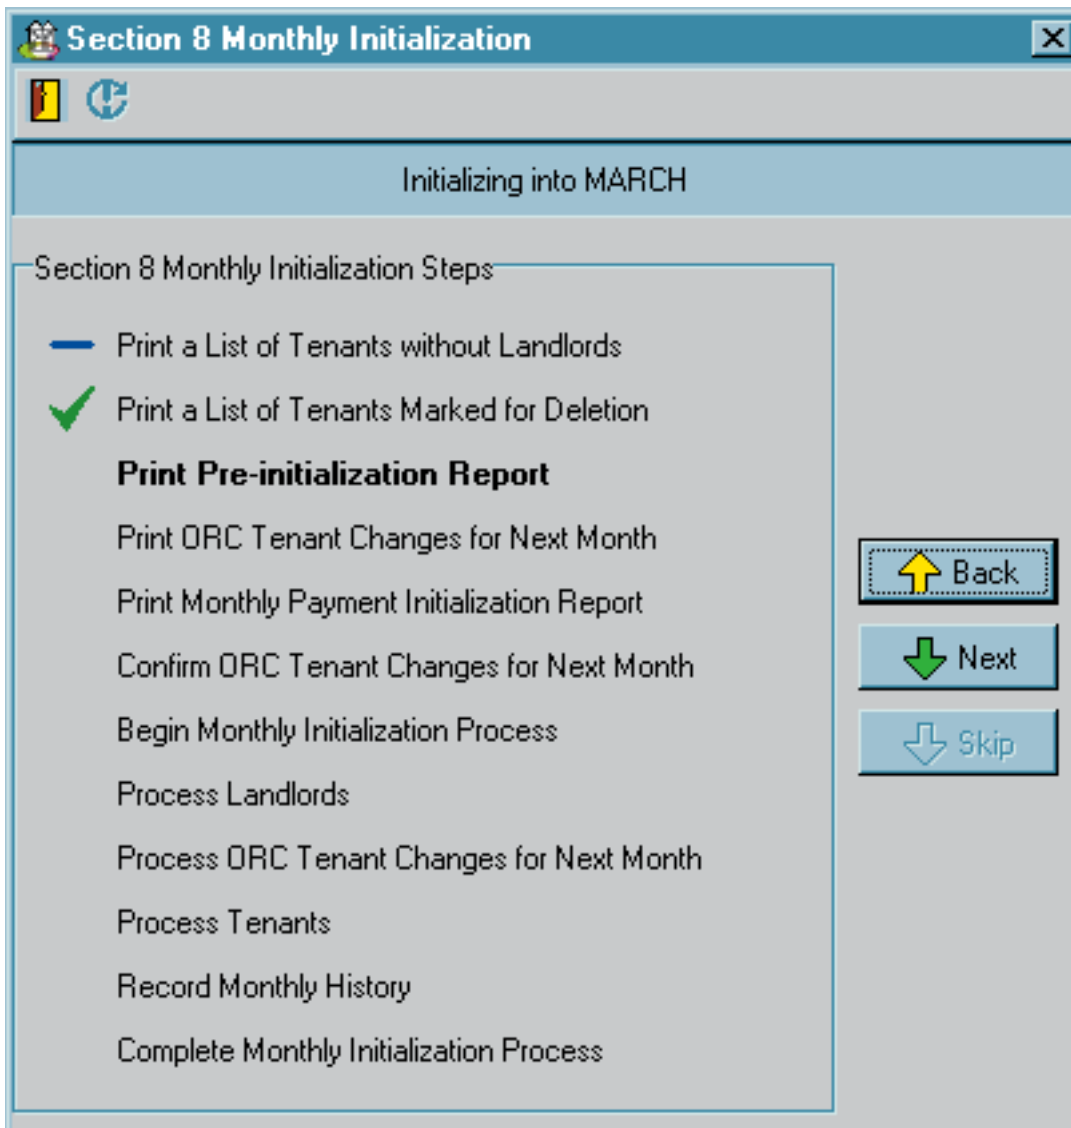 Section 8 Monthly Initialization
Initializing into MARCH
Section 8 Monthly Initialization Steps
Print a List of Tenants without Landlords
Print a List of Tenants Marked for Deletion
Print Pre-initialization Report
Print ORC Tenant Changes for Next Month
Print Monthly Payment Initialization Report
Confirm ORC Tenant Changes for Next Month
Begin Monthly Initialization Process
Process Landlords
Process ORC Tenant Changes for Next Month
Process Tenants
Record Monthly History
Complete Monthly Initialization Process
Back
Next
Skip